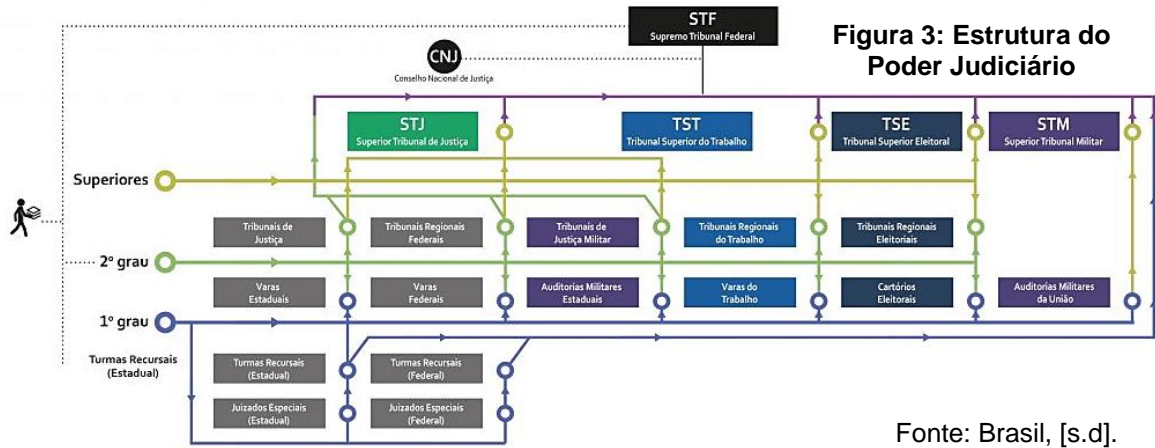 STF
Supremo Tribunal Federal
Figura 3: Estrutura do
Poder Judiciário
CNJ
Conselho Nacional de Justiça
STJ
Superior Tribunal de Justiça
TST
Tribunal Superior do Trabalho
TSE
Tribunal Superior Eleitoral
STM
Superior Tribunal Militar
Superiores
Tribunais de
Justiça
Tribunais Regionais
Federais
Tribunais de
Justiça Militar
Tribunais Regionais
do Trabalho
Tribunais Regionais
Eleitoriais
2º grau
Varas
Estaduais
Varas
Federais
Auditorias Militares
Estaduais
Varas do
Trabalho
Cartórios
Eleitorais
Auditorias Militares
da União
1º grau
Turmas Recursais
(Estadual)
Turmas Recursais
(Estadual)
Turmas Recursais
(Federal)
Juizados Especiais
(Estadual)
Juizados Especiais
(Federal)
Fonte: Brasil, [s.d].